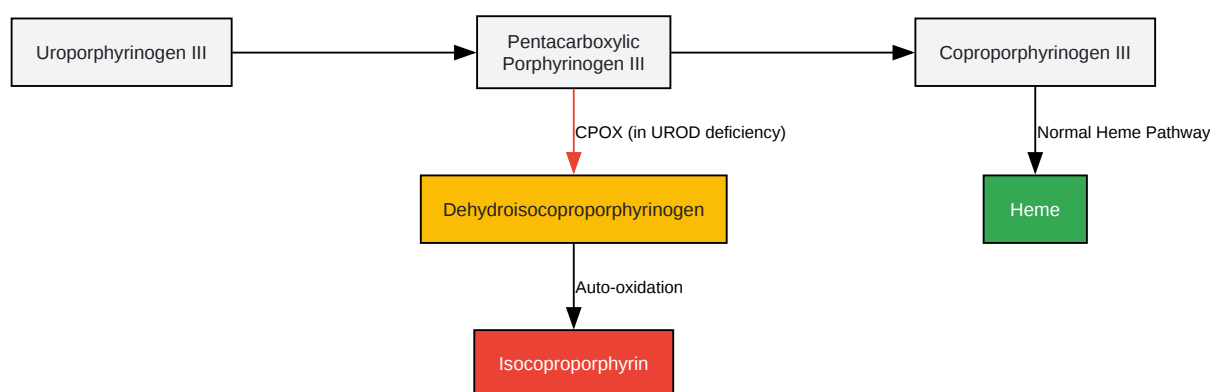 Uroporphyrinogen III
Pentacarboxylic
Porphyrinogen III
Coproporphyrinogen III
CPOX (in UROD deficiency)
Normal Heme Pathway
Dehydroisocoproporphyrinogen
Heme
Auto-oxidation
Isocoproporphyrin